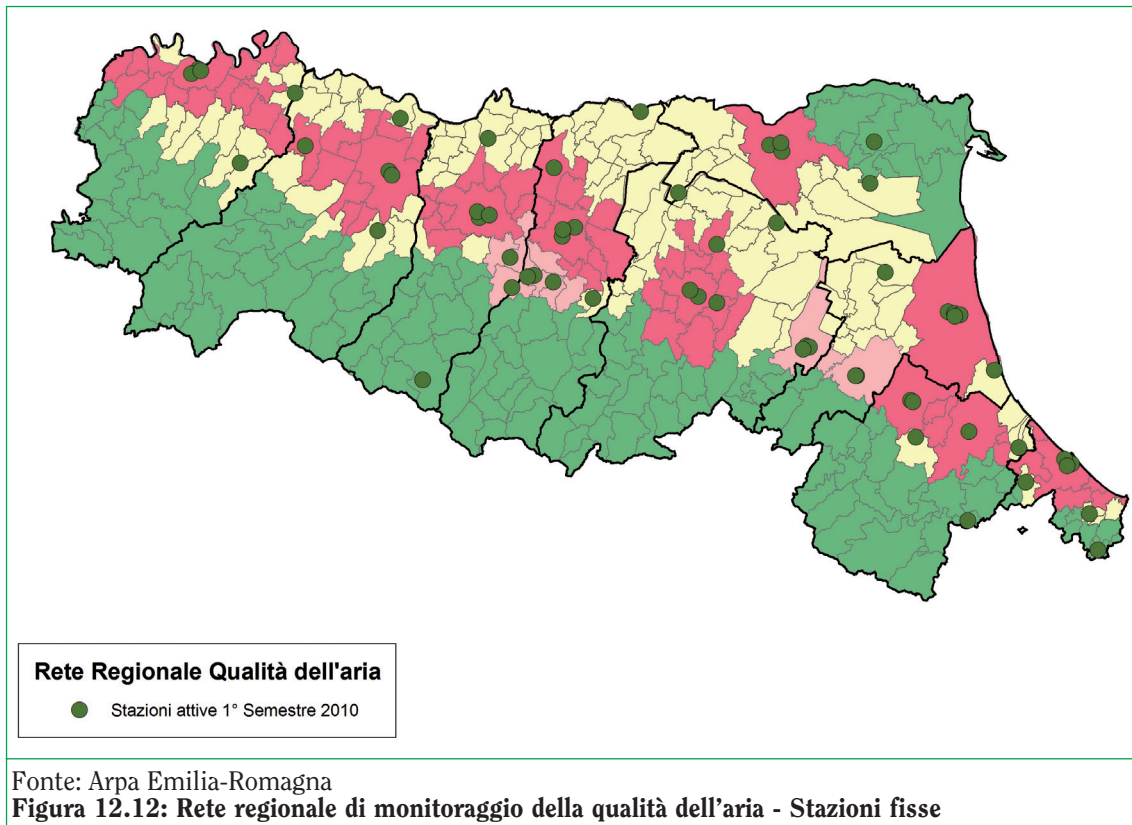 Rete Regionale Qualità dell'aria
Stazioni attive 1° Semestre 2010
Fonte: Arpa Emilia-Romagna
Figura 12.12: Rete regionale di monitoraggio della qualità dell'aria - Stazioni fisse